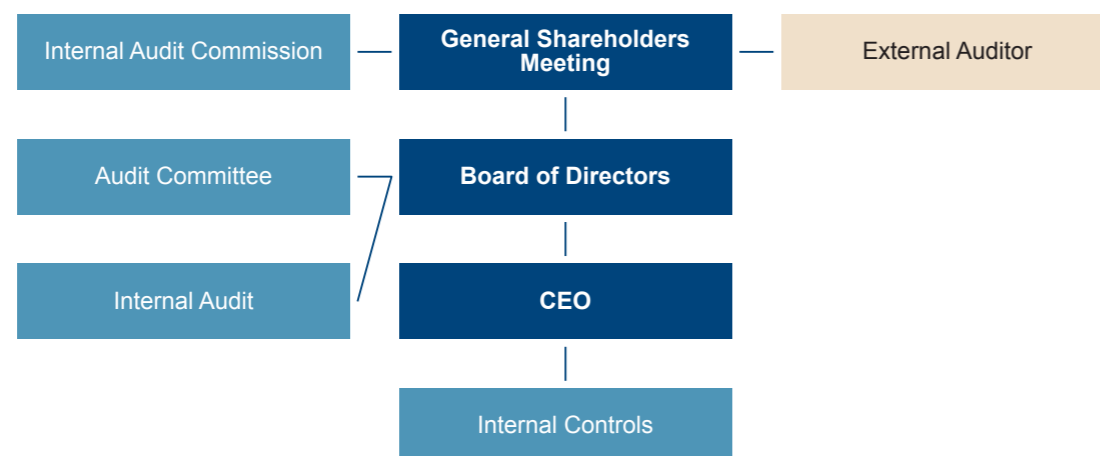 Internal Audit Commission
General Shareholders
Meeting
External Auditor
Audit Committee
Board of Directors
Internal Audit
CEO
Internal Controls